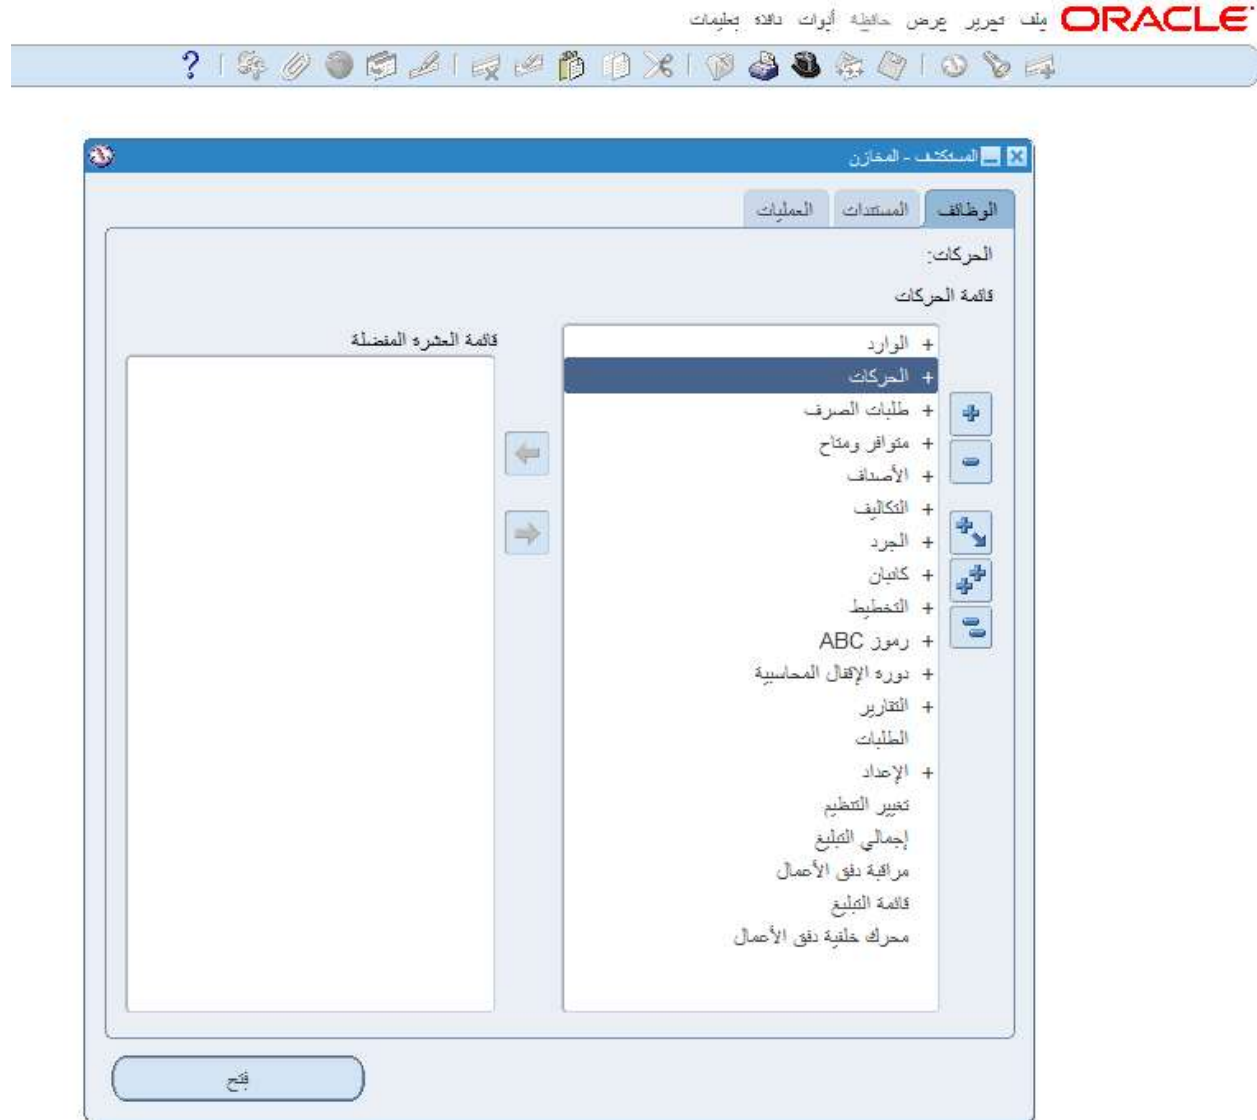 ORACLE ملف تحرير عرض حافظة أدوات نافذة تعليمات
?
المستكشف - المخازن
الوظائف المستندات العمليات
الحركات:
قائمة الحركات
قائمة العشره المفضلة
+ الوارد
+ الحركات
+ طلبات الصرف
+ متوافر ومتاح
+ الأصناف
+ التكاليف
+ الجرد
+ كانبان
+ التخطيط
+ رموز ABC
+ دوره الإقفال المحاسبية
+ التقارير
الطلبات
+ الإعداد
تغيير التنظيم
إجمالي التبليغ
مراقبة دفق الأعمال
قائمة التبليغ
محرك خلفية دفق الأعمال
فتح